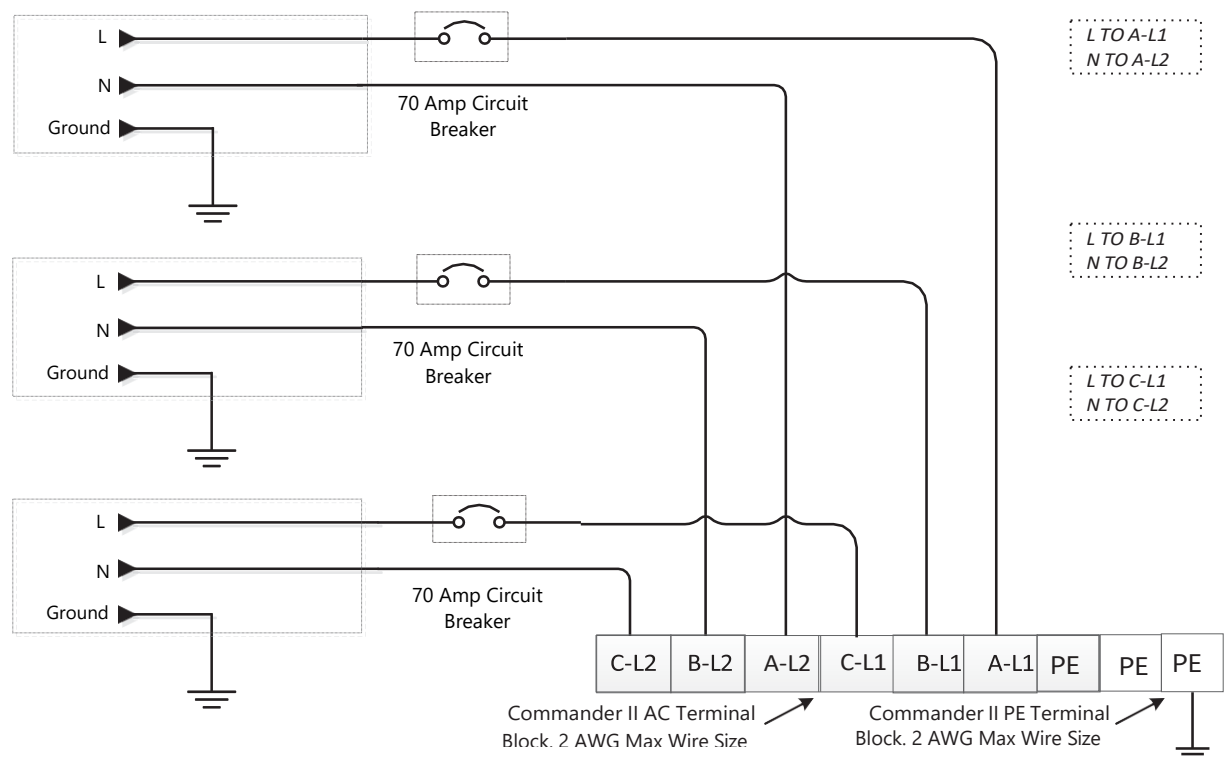 L
N
Ground
70 Amp Circuit
Breaker
L TO A-L1
N TO A-L2
L
N
Ground
70 Amp Circuit
Breaker
L TO B-L1
N TO B-L2
L
N
Ground
70 Amp Circuit
Breaker
L TO C-L1
N TO C-L2
C-L2 B-L2 A-L2 C-L1 B-L1 A-L1 PE PE PE
Commander II AC Terminal
Block. 2 AWG Max Wire Size
Commander II PE Terminal
Block. 2 AWG Max Wire Size